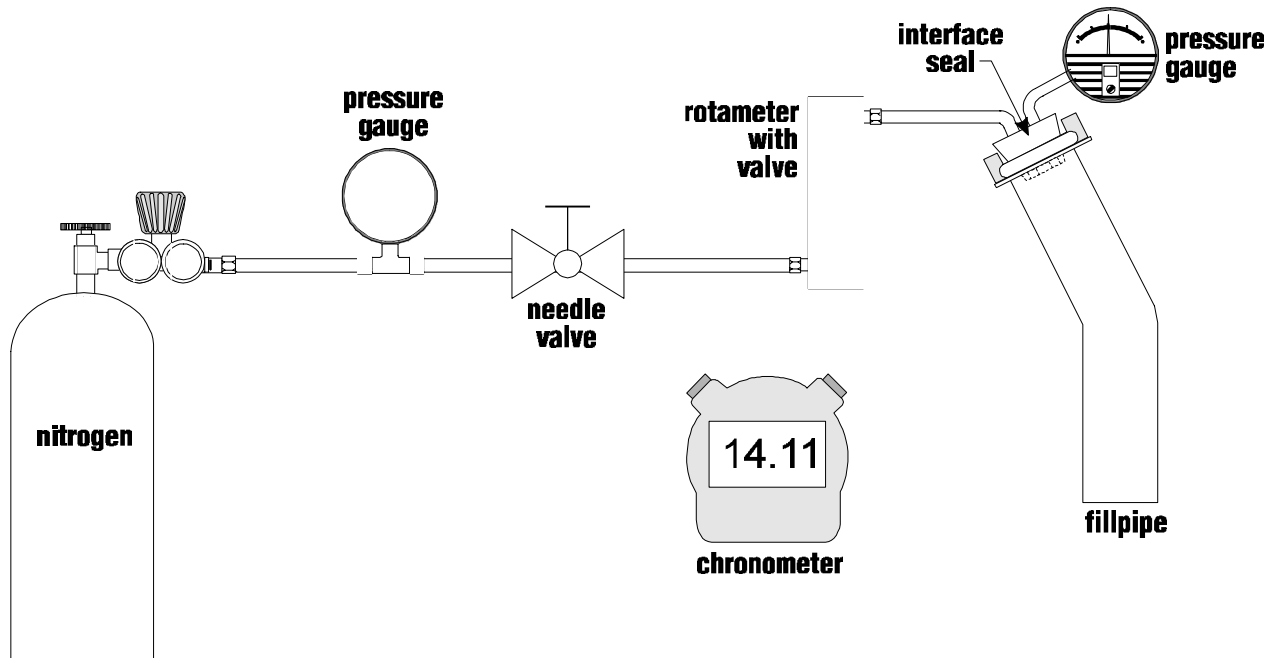 interface
seal
pressure
gauge
pressure
gauge
rotameter
with
valve
needle
valve
nitrogen
14.11
fillpipe
chronometer